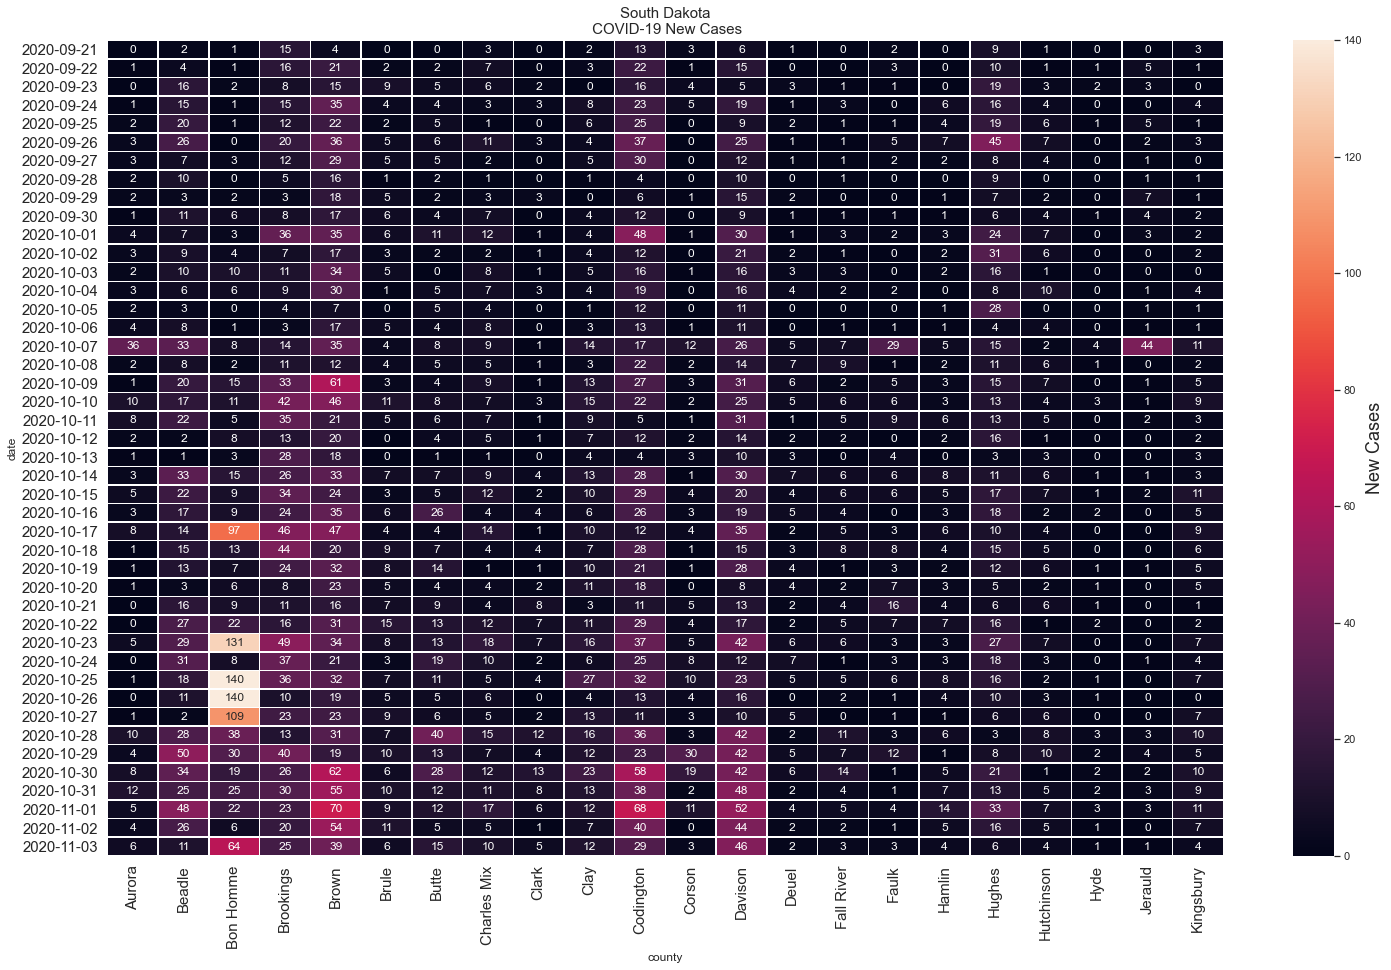 South Dakota
COVID-19 New Cases
2020-09-21 0 2 1 15 4 0 0 3 0 2 13 3 6 1 0 2 0 9 1 0 0 3
2020-09-22 1 4 1 16 21 2 2 7 0 3 22 1 15 0 0 3 0 10 1 1 5 1
2020-09-23 0 16 2 8 15 9 5 6 2 0 16 4 5 3 1 1 0 19 3 2 3 0
2020-09-24 1 15 1 15 35 4 4 3 3 8 23 5 19 1 3 0 6 16 4 0 0 4
2020-09-25 2 20 1 12 22 2 5 1 0 6 25 0 9 2 1 1 4 19 6 1 5 1
2020-09-26 3 26 0 20 36 5 6 11 3 4 37 0 25 1 1 5 7 45 7 0 2 3
2020-09-27 3 7 3 12 29 5 5 2 0 5 30 0 12 1 1 2 2 8 4 0 1 0
2020-09-28 2 10 0 5 16 1 2 1 0 1 4 0 10 0 1 0 0 9 0 0 1 1
2020-09-29 2 3 2 3 18 5 2 3 3 0 6 1 15 2 0 0 1 7 2 0 7 1
2020-09-30 1 11 6 8 17 6 4 7 0 4 12 0 9 1 1 1 1 6 4 1 4 2
2020-10-01 4 7 3 36 35 6 11 12 1 4 48 1 30 1 3 2 3 24 7 0 3 2
2020-10-02 3 9 4 7 17 3 2 2 1 4 12 0 21 2 1 0 2 31 6 0 0 2
2020-10-03 2 10 10 11 34 5 0 8 1 5 16 1 16 3 3 0 2 16 1 0 0 0
2020-10-04 3 6 6 9 30 1 5 7 3 4 19 0 16 4 2 2 0 8 10 0 1 4
2020-10-05 2 3 0 4 7 0 5 4 0 1 12 0 11 0 0 0 1 28 0 0 1 1
2020-10-06 4 8 1 3 17 5 4 8 0 3 13 1 11 0 1 1 1 4 4 0 1 1
2020-10-07 36 33 8 14 35 4 8 9 1 14 17 12 26 5 7 29 5 15 2 4 44 11
2020-10-08 2 8 2 11 12 4 5 5 1 3 22 2 14 7 9 1 2 11 6 1 0 2
2020-10-09 1 20 15 33 61 3 4 9 1 13 27 3 31 6 2 5 3 15 7 0 1 5
2020-10-10 10 17 11 42 46 11 8 7 3 15 22 2 25 5 6 6 3 13 4 3 1 9
2020-10-11 8 22 5 35 21 5 6 7 1 9 5 1 31 1 5 9 6 13 5 0 2 3
2020-10-12 2 2 8 13 20 0 4 5 1 7 12 2 14 2 2 0 2 16 1 0 0 2
2020-10-13 1 1 3 28 18 0 1 1 0 4 4 3 10 3 0 4 0 3 3 0 0 3
2020-10-14 3 33 15 26 33 7 7 9 4 13 28 1 30 7 6 6 8 11 6 1 1 3
2020-10-15 5 22 9 34 24 3 5 12 2 10 29 4 20 4 6 6 5 17 7 1 2 11
2020-10-16 3 17 9 24 35 6 26 4 4 6 26 3 19 5 4 0 3 18 2 2 0 5
2020-10-17 8 14 97 46 47 4 4 14 1 10 12 4 35 2 5 3 6 10 4 0 0 9
2020-10-18 1 15 13 44 20 9 7 4 4 7 28 1 15 3 8 8 4 15 5 0 0 6
2020-10-19 1 13 7 24 32 8 14 1 1 10 21 1 28 4 1 3 2 12 6 1 1 5
2020-10-20 1 3 6 8 23 5 4 4 2 11 18 0 8 4 2 7 3 5 2 1 0 5
2020-10-21 0 16 9 11 16 7 9 4 8 3 11 5 13 2 4 16 4 6 6 1 0 1
2020-10-22 0 27 22 16 31 15 13 12 7 11 29 4 17 2 5 7 7 16 1 2 0 2
2020-10-23 5 29 131 49 34 8 13 18 7 16 37 5 42 6 6 3 3 27 7 0 0 7
2020-10-24 0 31 8 37 21 3 19 10 2 6 25 8 12 7 1 3 3 18 3 0 1 4
2020-10-25 1 18 140 36 32 7 11 5 4 27 32 10 23 5 5 6 8 16 2 1 0 7
2020-10-26 0 11 140 10 19 5 5 6 0 4 13 4 16 0 2 1 4 10 3 1 0 0
2020-10-27 1 2 109 23 23 9 6 5 2 13 11 3 10 5 0 1 1 6 6 0 0 7
2020-10-28 10 28 38 13 31 7 40 15 12 16 36 3 42 2 11 3 6 3 8 3 3 10
2020-10-29 4 50 30 40 19 10 13 7 4 12 23 30 42 5 7 12 1 8 10 2 4 5
2020-10-30 8 34 19 26 62 6 28 12 13 23 58 19 42 6 14 1 5 21 1 2 2 10
2020-10-31 12 25 25 30 55 10 12 11 8 13 38 2 48 2 4 1 7 13 5 2 3 9
2020-11-01 5 48 22 23 70 9 12 17 6 12 68 11 52 4 5 4 14 33 7 3 3 11
2020-11-02 4 26 6 20 54 11 5 5 1 7 40 0 44 2 2 1 5 16 5 1 0 7
2020-11-03 6 11 64 25 39 6 15 10 5 12 29 3 46 2 3 3 4 6 4 1 1 4
date
Aurora Beadle Bon Homme Brookings Brown Brule Butte Charles Mix Clark Clay Codington Corson Davison Deuel Fall River Faulk Hamlin Hughes Hutchinson Hyde Jerauld Kingsbury
county
140
120
100
80
60
40
20
0
New Cases